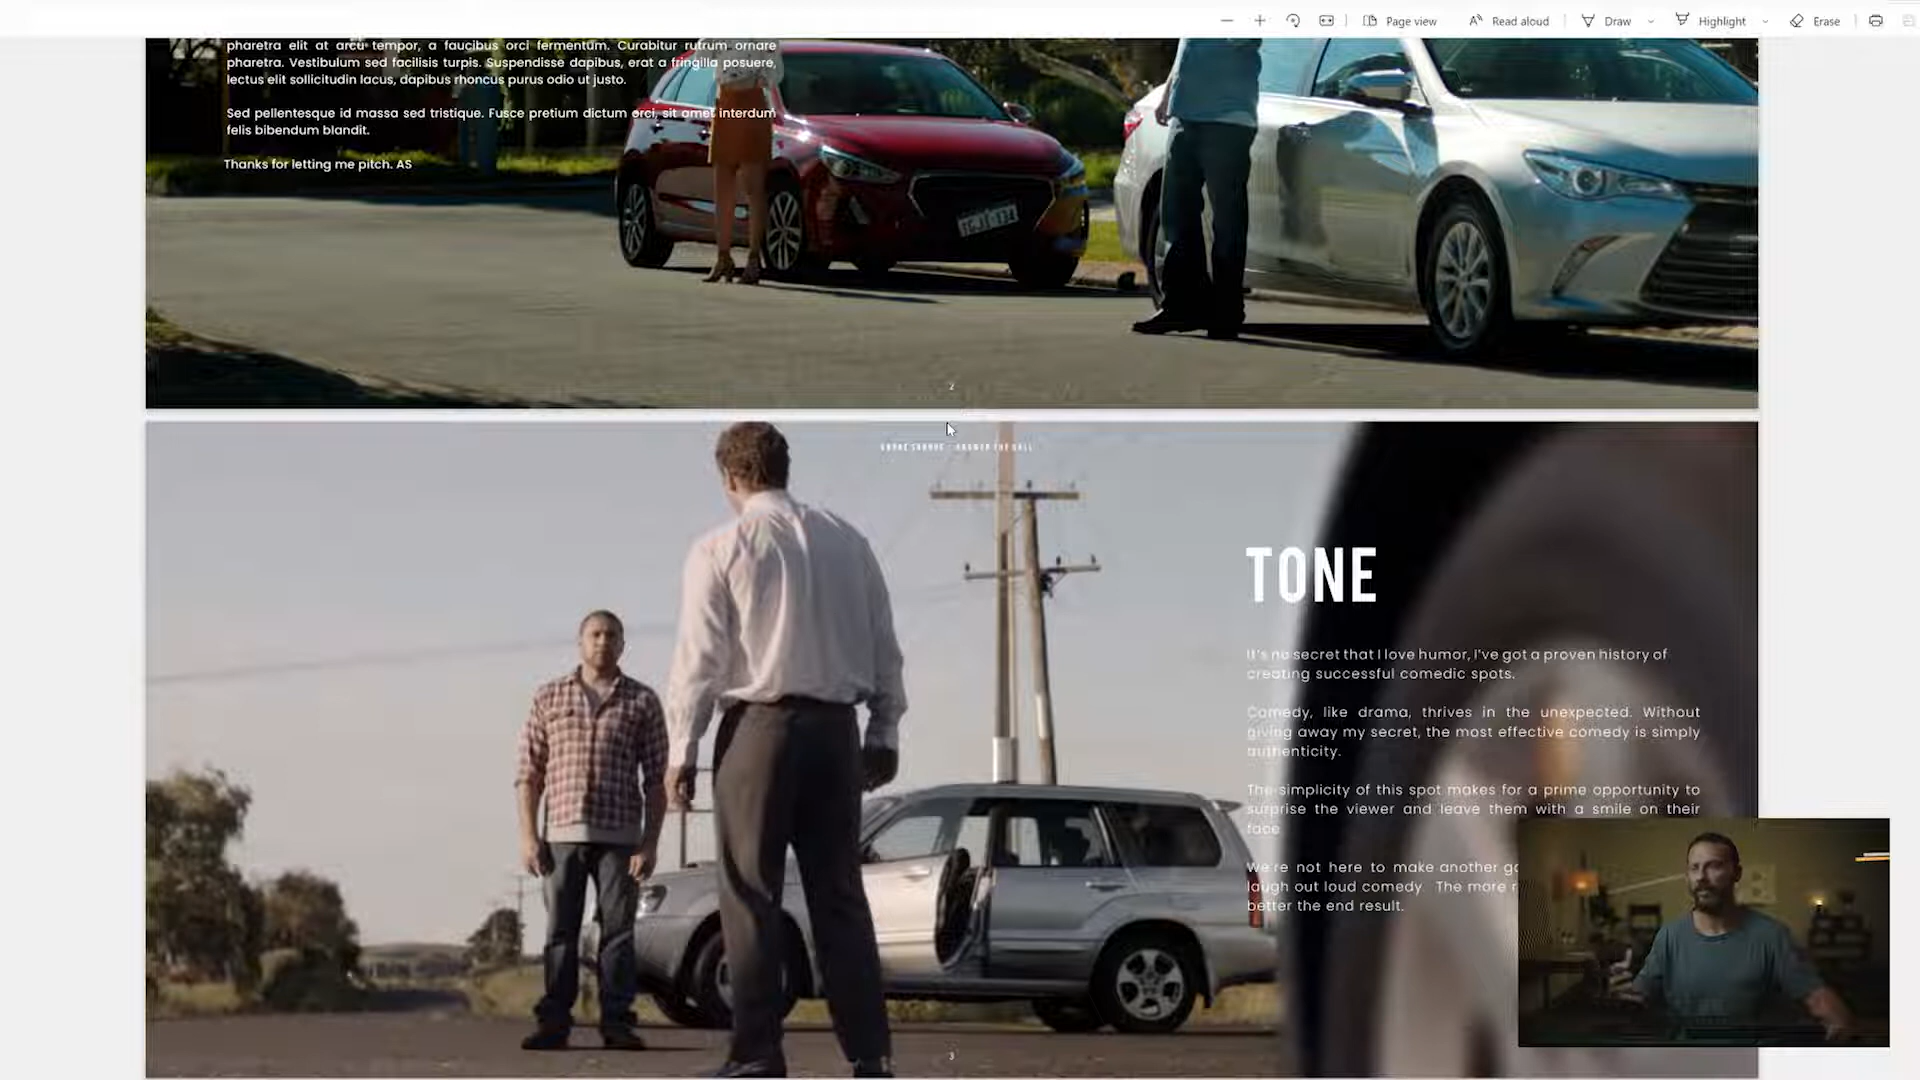 Page view
Read aloud
Draw
Highlight
Erase
pharetra elit at arcu tempor, a faucibus orci fermentum. Curabitur rutrum ornare
pharetra. Vestibulum sed facilisis turpis. Suspendisse dapibus, erat a fringilla posuere,
lectus elit sollicitudin lacus, dapibus rhoncus purus odio ut justo.
Sed pellentesque id massa sed tristique. Fusce pretium dictum orci, sit amet interdum
felis bibendum blandit.
Thanks for letting me pitch. AS
2
TONE
It's no secret that I love humor, I've got a proven history of
creating successful comedic spots.
Comedy, like drama, thrives in the unexpected. Without
giving away my secret, the most effective comedy is simply
authenticity.
The simplicity of this spot makes for a prime opportunity to
surprise the viewer and leave them with a smile on their
face
We're not here to make another
laugh out loud comedy. The more
better the end result.
3